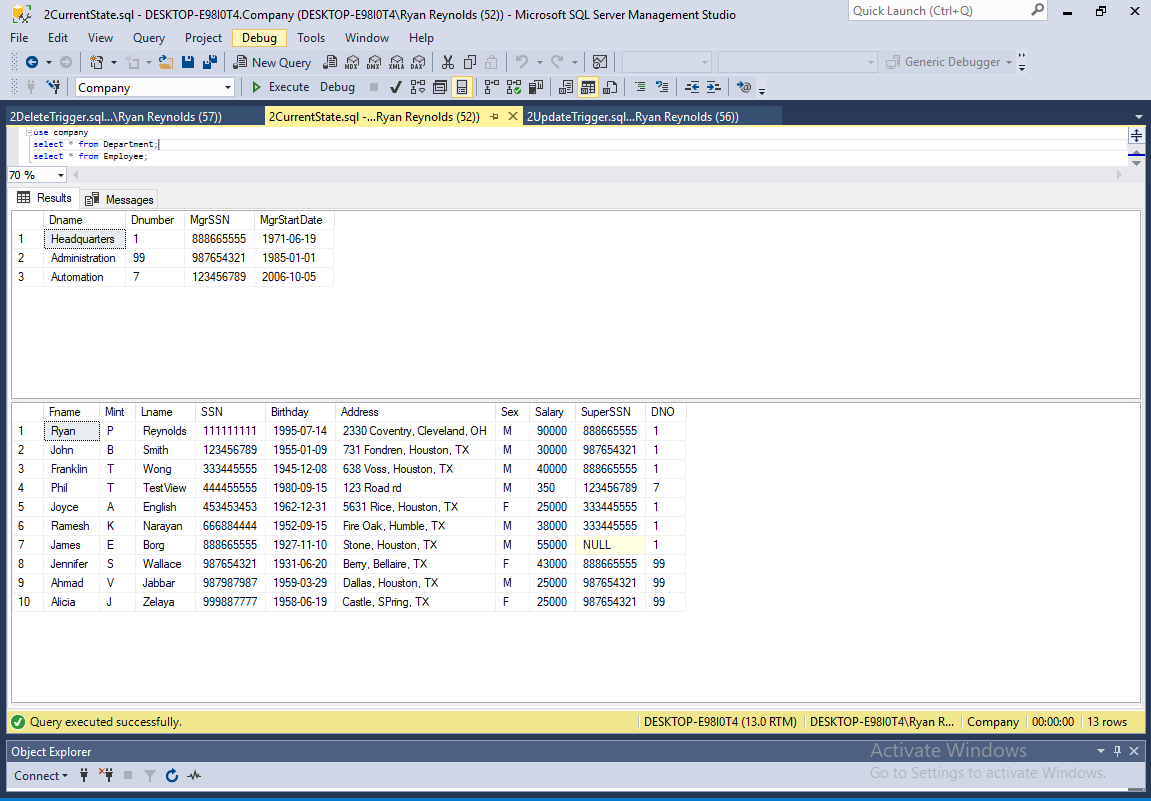 2CurrentState.sql - DESKTOP-E98I0T4.Company (DESKTOP-E98I0T4\Ryan Reynolds (52)) - Microsoft SQL Server Management Studio
Quick Launch (Ctrl+Q)
File Edit View Query Project Debug Tools Window Help
New Query MDX DMX XMLA DAX Generic Debugger
Company Execute Debug
2DeleteTrigger.sql...\Ryan Reynolds (57)) 2CurrentState.sql -...Ryan Reynolds (52)) 2UpdateTrigger.sql...Ryan Reynolds (56))
use company
select * from Department;
select * from Employee;
70 %
Results Messages
Dname Dnumber MgrSSN MgrStartDate
1 Headquarters 1 888665555 1971-06-19
2 Administration 99 987654321 1985-01-01
3 Automation 7 123456789 2006-10-05
Fname Mint Lname SSN Birthday Address Sex Salary SuperSSN DNO
1 Ryan P Reynolds 111111111 1995-07-14 2330 Coventry, Cleveland, OH M 90000 888665555 1
2 John B Smith 123456789 1955-01-09 731 Fondren, Houston, TX M 30000 987654321 1
3 Franklin T Wong 333445555 1945-12-08 638 Voss, Houston, TX M 40000 888665555 1
4 Phil T TestView 444455555 1980-09-15 123 Road rd M 350 123456789 7
5 Joyce A English 453453453 1962-12-31 5631 Rice, Houston, TX F 25000 333445555 1
6 Ramesh K Narayan 666884444 1952-09-15 Fire Oak, Humble, TX M 38000 333445555 1
7 James E Borg 888665555 1927-11-10 Stone, Houston, TX M 55000 NULL 1
8 Jennifer S Wallace 987654321 1931-06-20 Berry, Bellaire, TX F 43000 888665555 99
9 Ahmad V Jabbar 987987987 1959-03-29 Dallas, Houston, TX M 25000 987654321 99
10 Alicia J Zelaya 999887777 1958-06-19 Castle, SPring, TX F 25000 987654321 99
Query executed successfully. DESKTOP-E98I0T4 (13.0 RTM) DESKTOP-E98I0T4\Ryan R... Company 00:00:00 13 rows
Object Explorer
Activate Windows
Connect
Go to Settings to activate Windows.